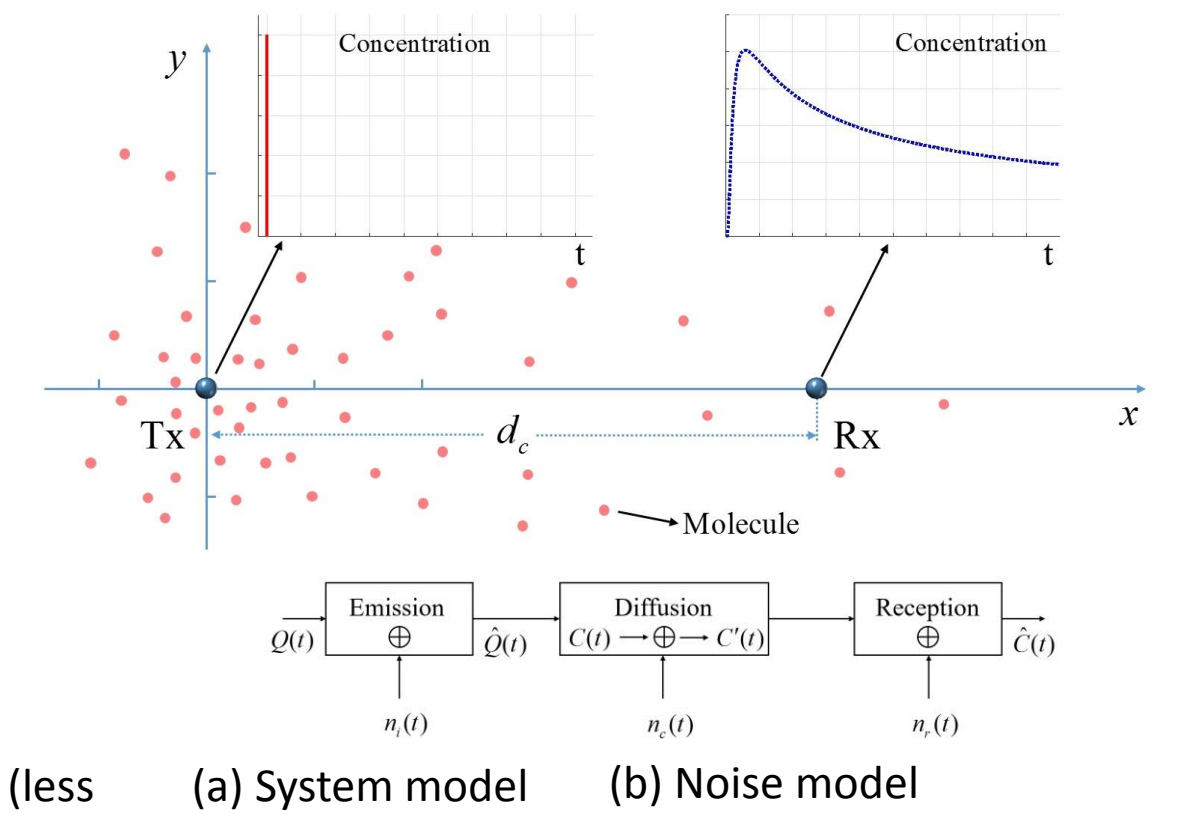 Concentration
Concentration
y
t
t
Tx
d_c
Rx
x
Molecule
Emission
Diffusion
Reception
Q(t)
⊕
Q̂(t)
C(t) → ⊕ → C′(t)
⊕
Ĉ(t)
n_i(t)
n_c(t)
n_r(t)
(less
(a) System model
(b) Noise model